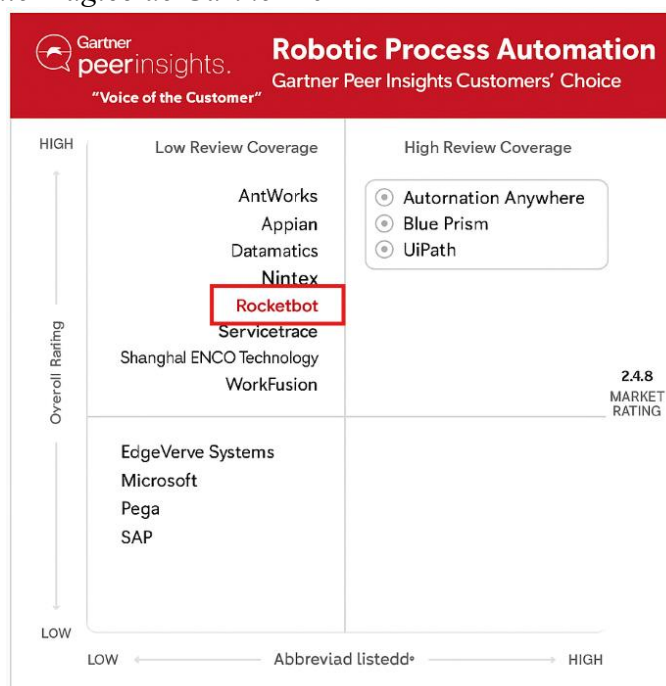 Gartner
peerinsights.
"Voice of the Customer"
Robotic Process Automation
Gartner Peer Insights Customers' Choice
HIGH
Low Review Coverage
High Review Coverage
AntWorks
Appian
Datamatics
Nintex
Rocketbot
Servicetrace
Shanghal ENCO Technology
WorkFusion
Autornation Anywhere
Blue Prism
UiPath
Overoll Rariing
2.4.8
MARKET
RATING
EdgeVerve Systems
Microsoft
Pega
SAP
LOW
LOW
Abbreviad listedd•
HIGH